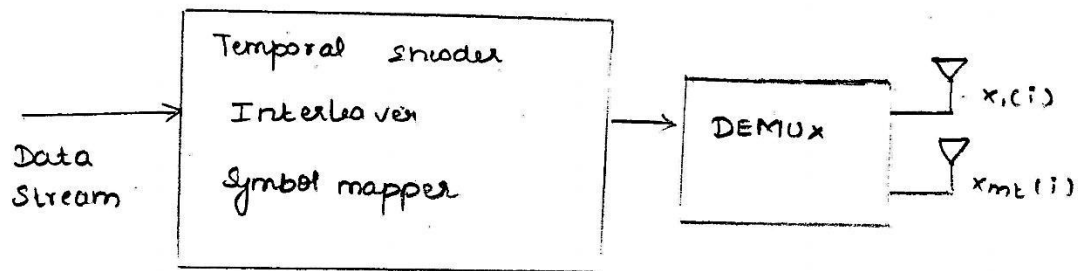 Temporal encoder
Interleaver
Symbol mapper
Data
Stream
DEMUX
x1(i)
xmt(i)